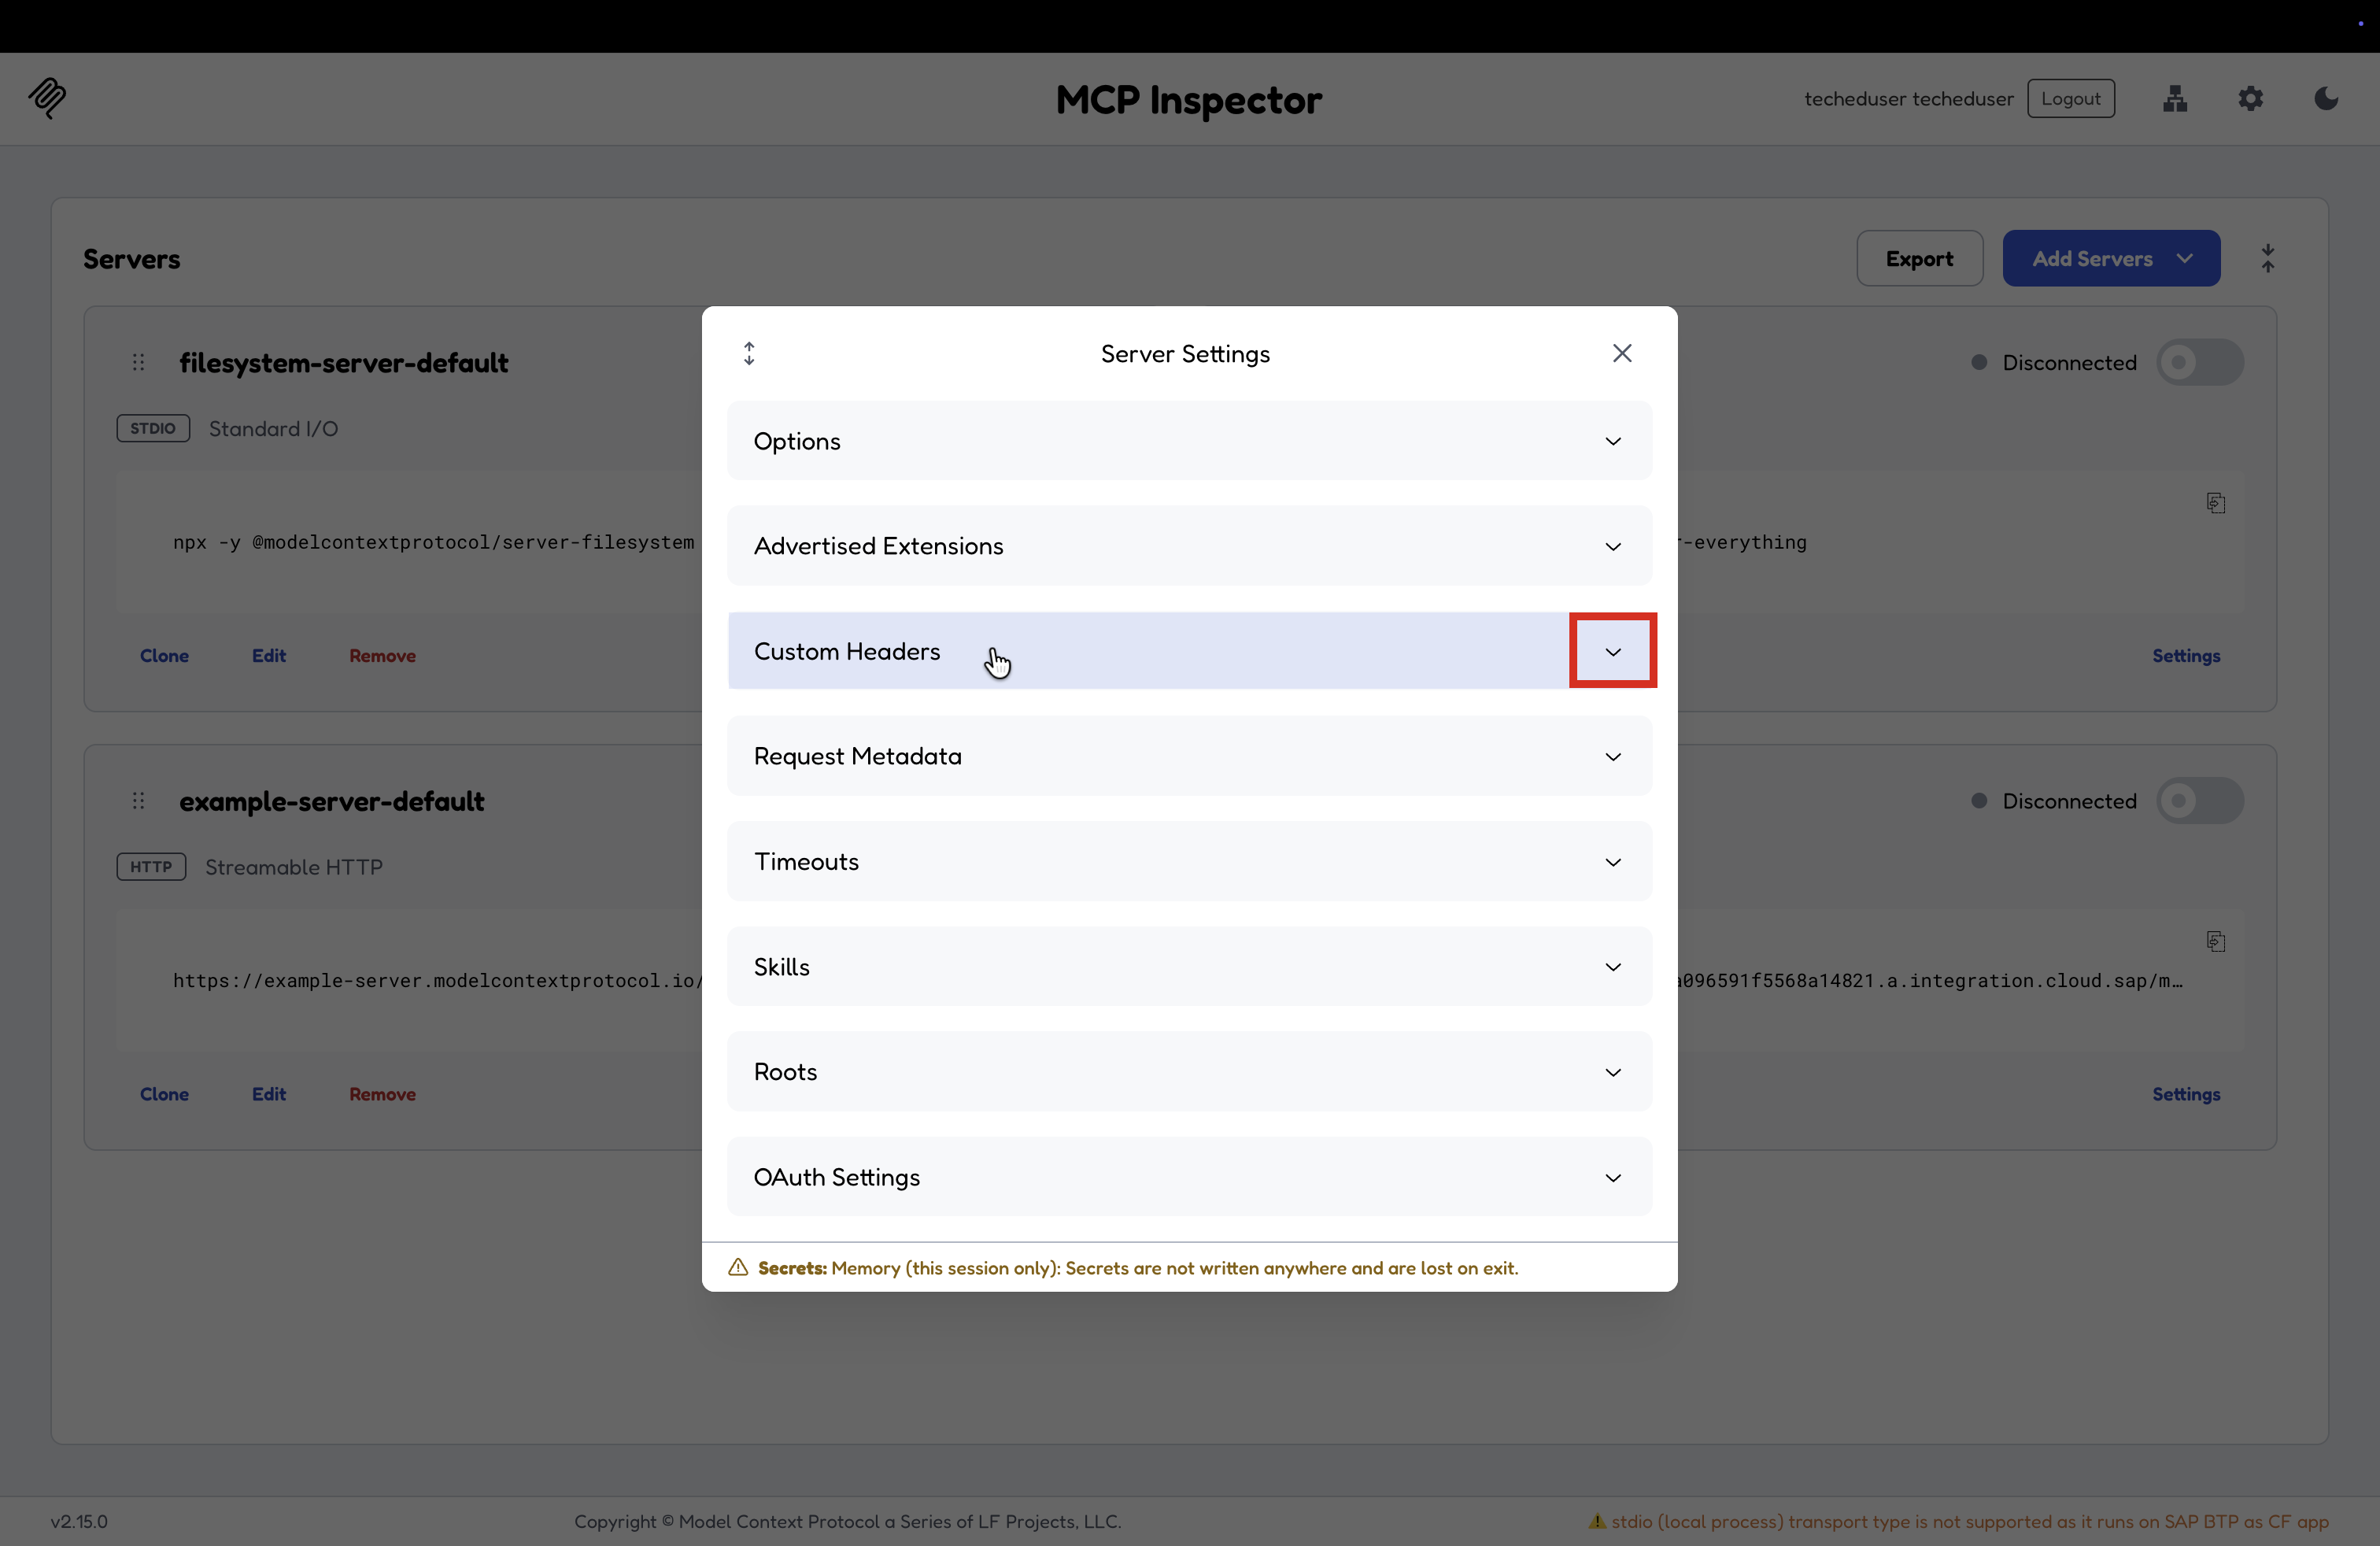 MCP Inspector
techeduser techeduser
Logout
Servers
Export
Add Servers
filesystem-server-default
Disconnected
STDIO
Standard I/O
npx -y @modelcontextprotocol/server-filesystem
r-everything
Clone
Edit
Remove
Settings
example-server-default
Disconnected
HTTP
Streamable HTTP
https://example-server.modelcontextprotocol.io/
a096591f5568a14821.a.integration.cloud.sap/m…
Clone
Edit
Remove
Settings
Server Settings
Options
Advertised Extensions
Custom Headers
Request Metadata
Timeouts
Skills
Roots
OAuth Settings
Secrets: Memory (this session only): Secrets are not written anywhere and are lost on exit.
v2.15.0
Copyright © Model Context Protocol a Series of LF Projects, LLC.
stdio (local process) transport type is not supported as it runs on SAP BTP as CF app